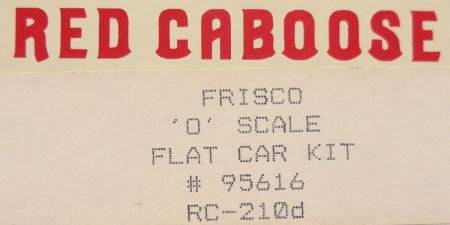 RED CABOOSE
FRISCO
'O' SCALE
FLAT CAR KIT
# 95616
RC-210d